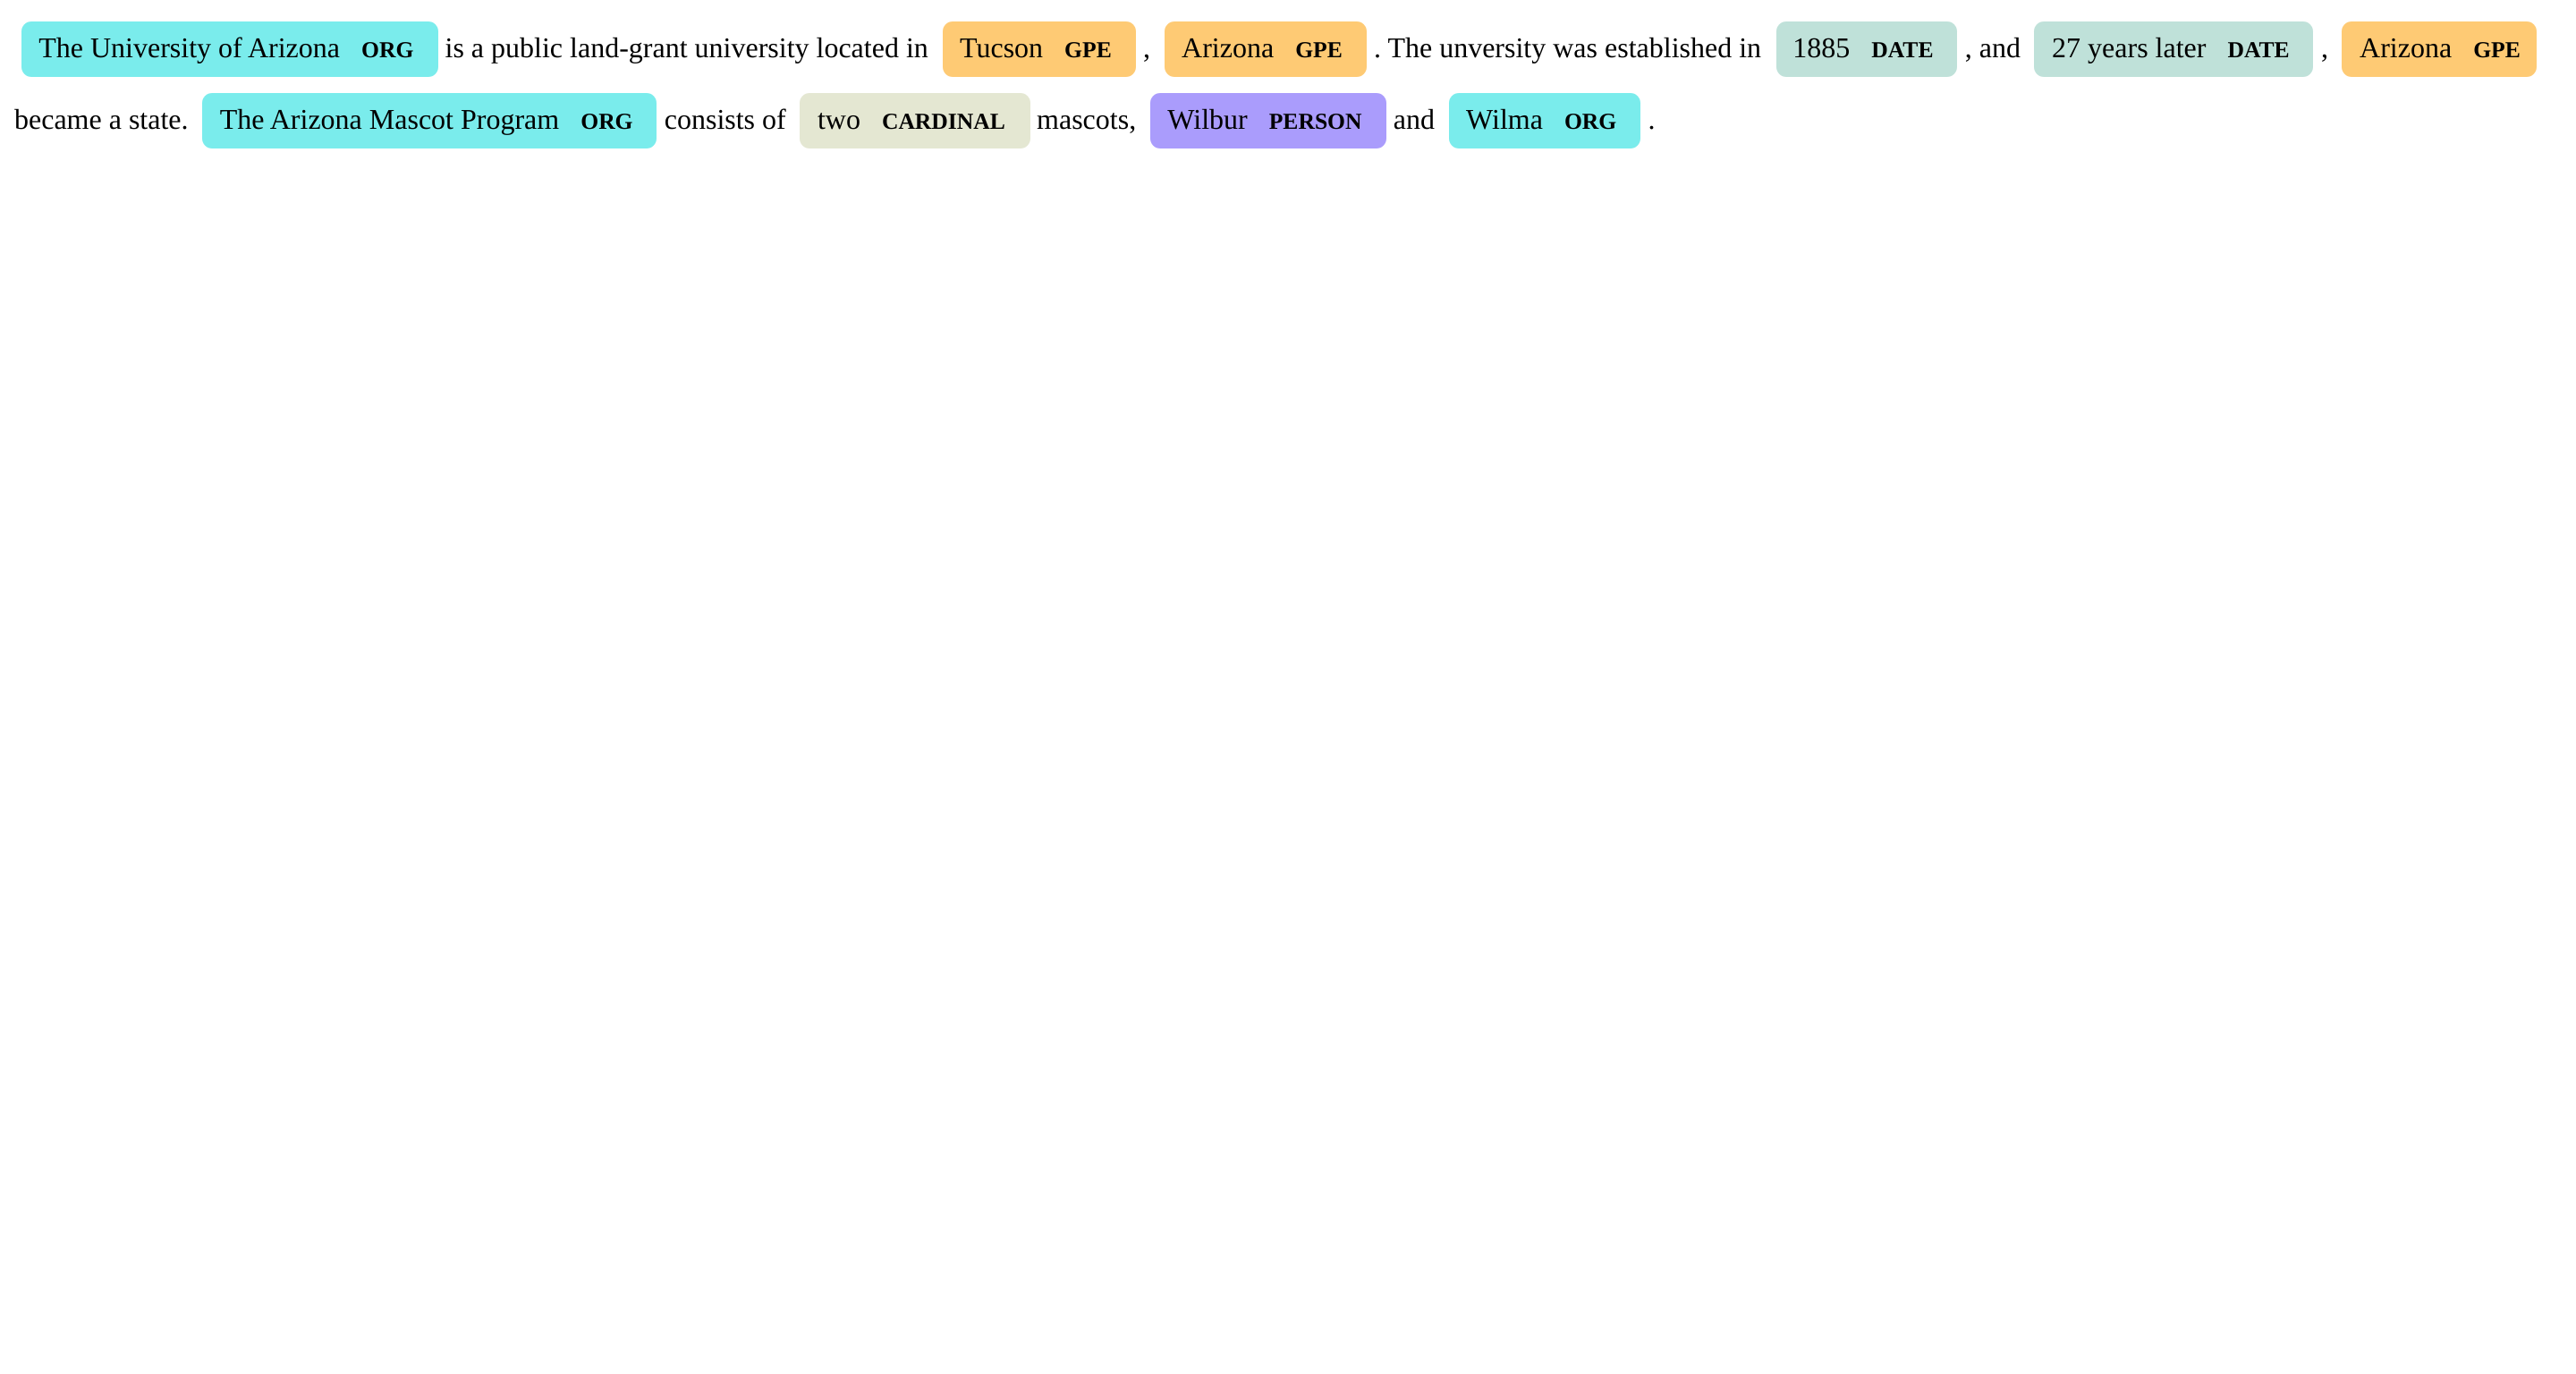 The University of Arizona ORG is a public land-grant university located in Tucson GPE , Arizona GPE . The unversity was established in 1885 DATE , and 27 years later DATE , Arizona GPE
became a state. The Arizona Mascot Program ORG consists of two CARDINAL mascots, Wilbur PERSON and Wilma ORG .